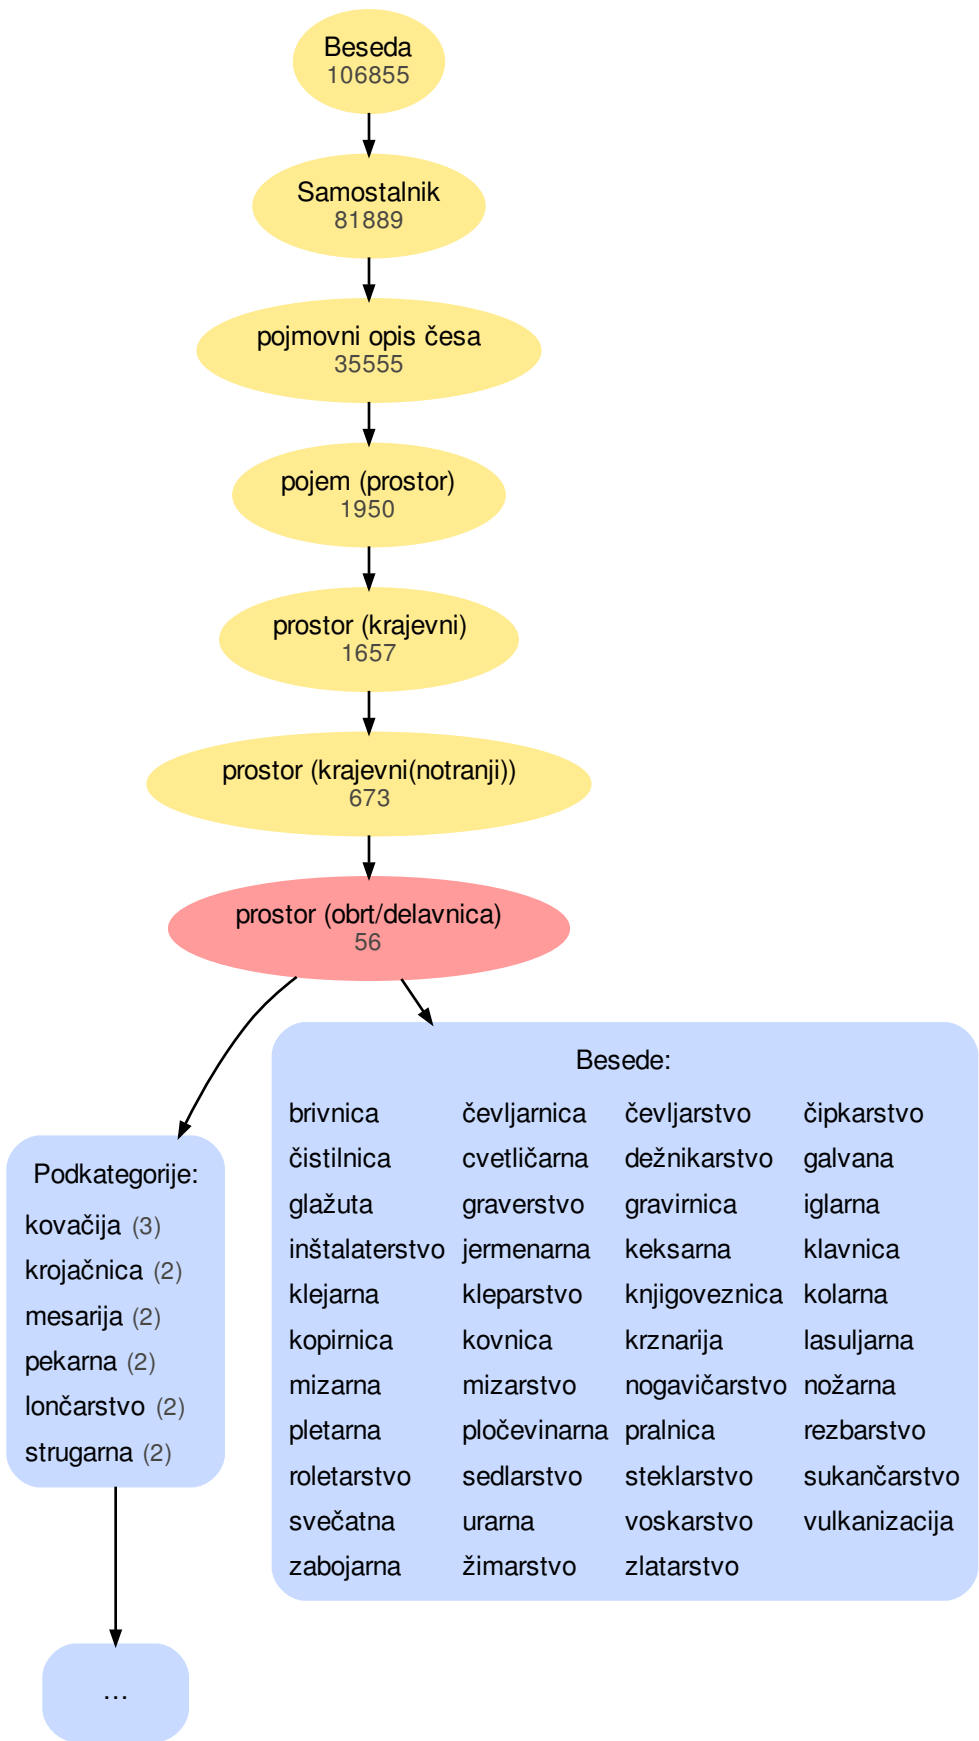 Beseda
106855
Samostalnik
81889
pojmovni opis česa
35555
pojem (prostor)
1950
prostor (krajevni)
1657
prostor (krajevni(notranji))
673
prostor (obrt/delavnica)
56
Podkategorije:
kovačija (3)
krojačnica (2)
mesarija (2)
pekarna (2)
lončarstvo (2)
strugarna (2)
...
Besede:
brivnica čevljarnica čevljarstvo čipkarstvo
čistilnica cvetličarna dežnikarstvo galvana
glažuta graverstvo gravirnica iglarna
inštalaterstvo jermenarna keksarna klavnica
klejarna kleparstvo knjigoveznica kolarna
kopirnica kovnica krznarija lasuljarna
mizarna mizarstvo nogavičarstvo nožarna
pletarna pločevinarna pralnica rezbarstvo
roletarstvo sedlarstvo steklarstvo sukančarstvo
svečatna urarna voskarstvo vulkanizacija
zabojarna žimarstvo zlatarstvo